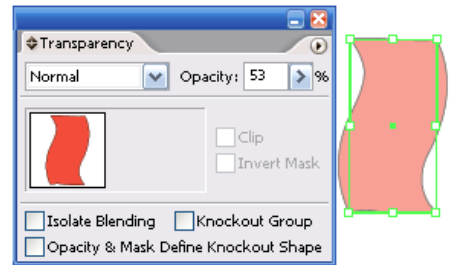 Transparency
Normal Opacity: 53 %
Clip
Invert Mask
Isolate Blending Knockout Group
Opacity & Mask Define Knockout Shape